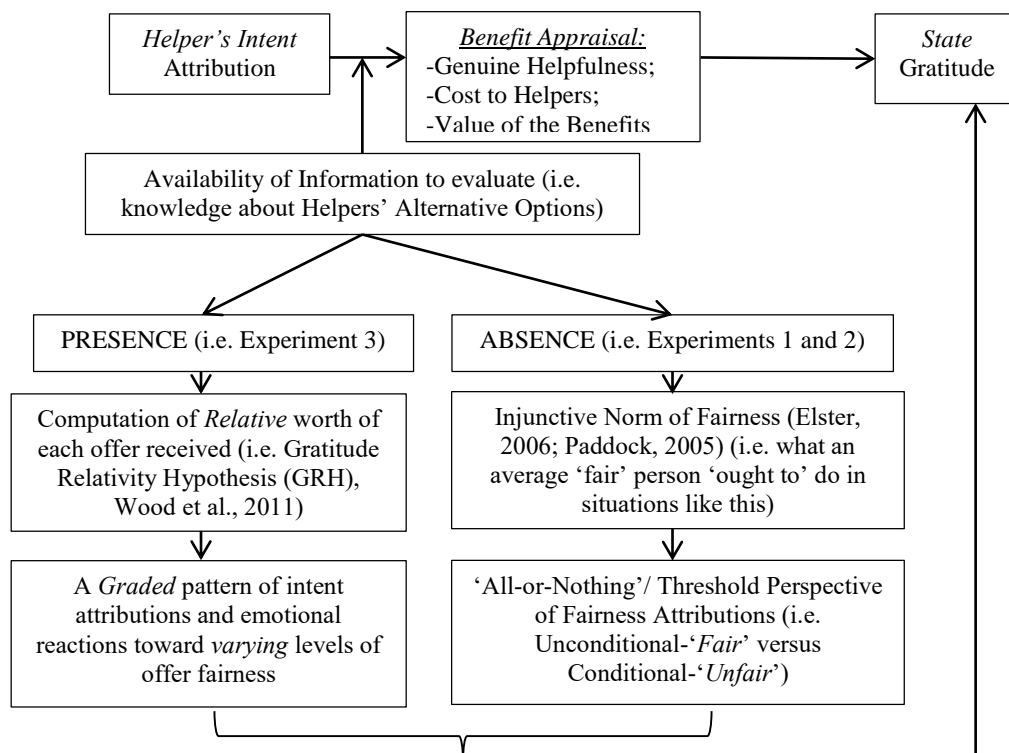 Helper's Intent
Attribution
Benefit Appraisal:
-Genuine Helpfulness;
-Cost to Helpers;
-Value of the Benefits
State
Gratitude
Availability of Information to evaluate (i.e.
knowledge about Helpers' Alternative Options)
PRESENCE (i.e. Experiment 3)
ABSENCE (i.e. Experiments 1 and 2)
Computation of Relative worth of
each offer received (i.e. Gratitude
Relativity Hypothesis (GRH),
Wood et al., 2011)
Injunctive Norm of Fairness (Elster,
2006; Paddock, 2005) (i.e. what an
average ‘fair’ person ‘ought to’ do in
situations like this)
A Graded pattern of intent
attributions and emotional
reactions toward varying levels of
offer fairness
‘All-or-Nothing’/ Threshold Perspective
of Fairness Attributions (i.e.
Unconditional-‘Fair’ versus
Conditional-‘Unfair’)